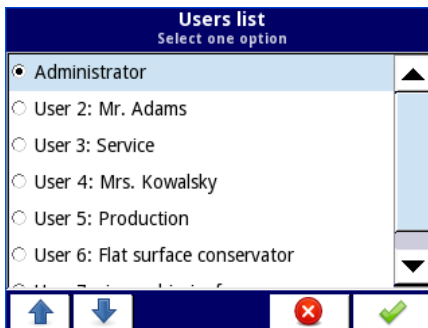 Users list
Select one option
Administrator
User 2: Mr. Adams
User 3: Service
User 4: Mrs. Kowalsky
User 5: Production
User 6: Flat surface conservator